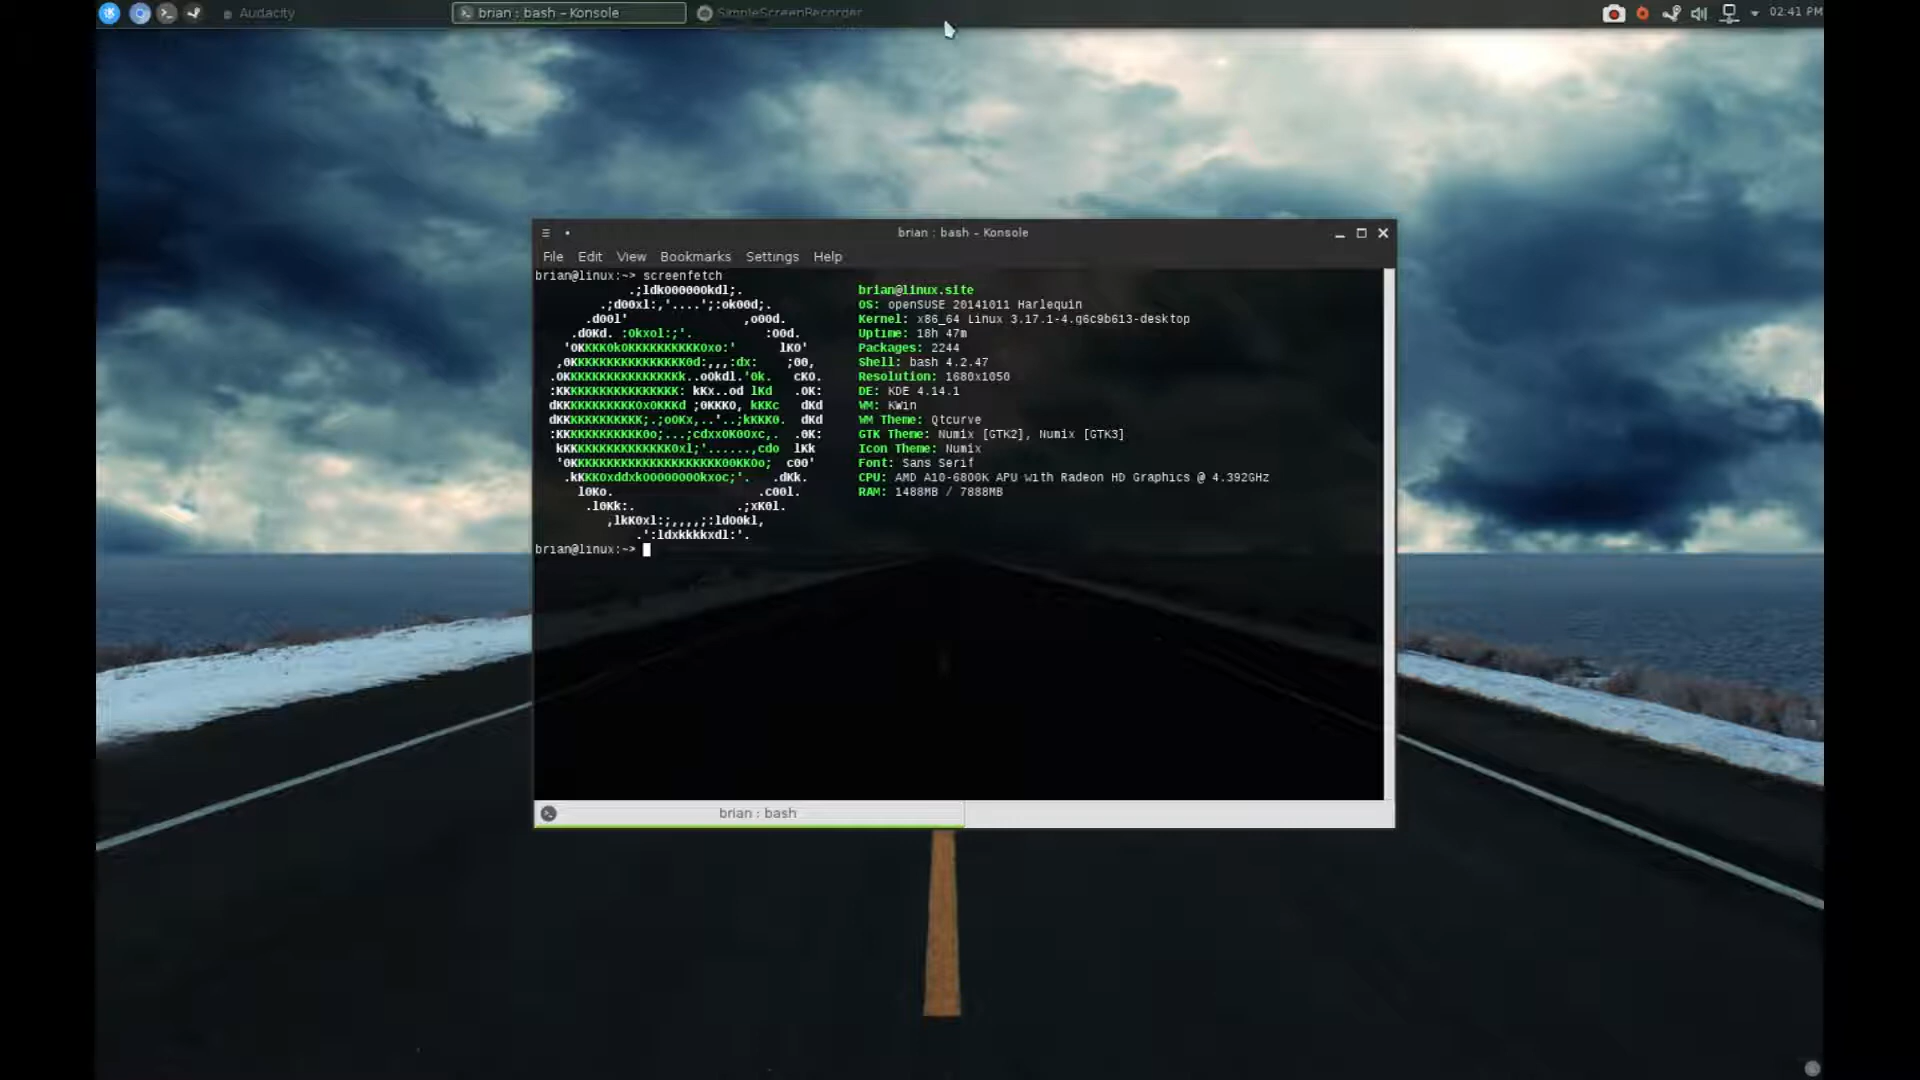 Audacity
brian : bash – Konsole
SimpleScreenRecorder
02:41 PM
brian : bash – Konsole
File Edit View Bookmarks Settings Help
brian@linux:~> screenfetch
brian@linux.site
OS: openSUSE 20141011 Harlequin
Kernel: x86_64 Linux 3.17.1-4.g6c9b613-desktop
Uptime: 18h 47m
Packages: 2244
Shell: bash 4.2.47
Resolution: 1680x1050
DE: KDE 4.14.1
WM: KWin
WM Theme: Qtcurve
GTK Theme: Numix [GTK2], Numix [GTK3]
Icon Theme: Numix
Font: Sans Serif
CPU: AMD A10-6800K APU with Radeon HD Graphics @ 4.392GHz
RAM: 1488MB / 7888MB
brian@linux:~>
brian : bash